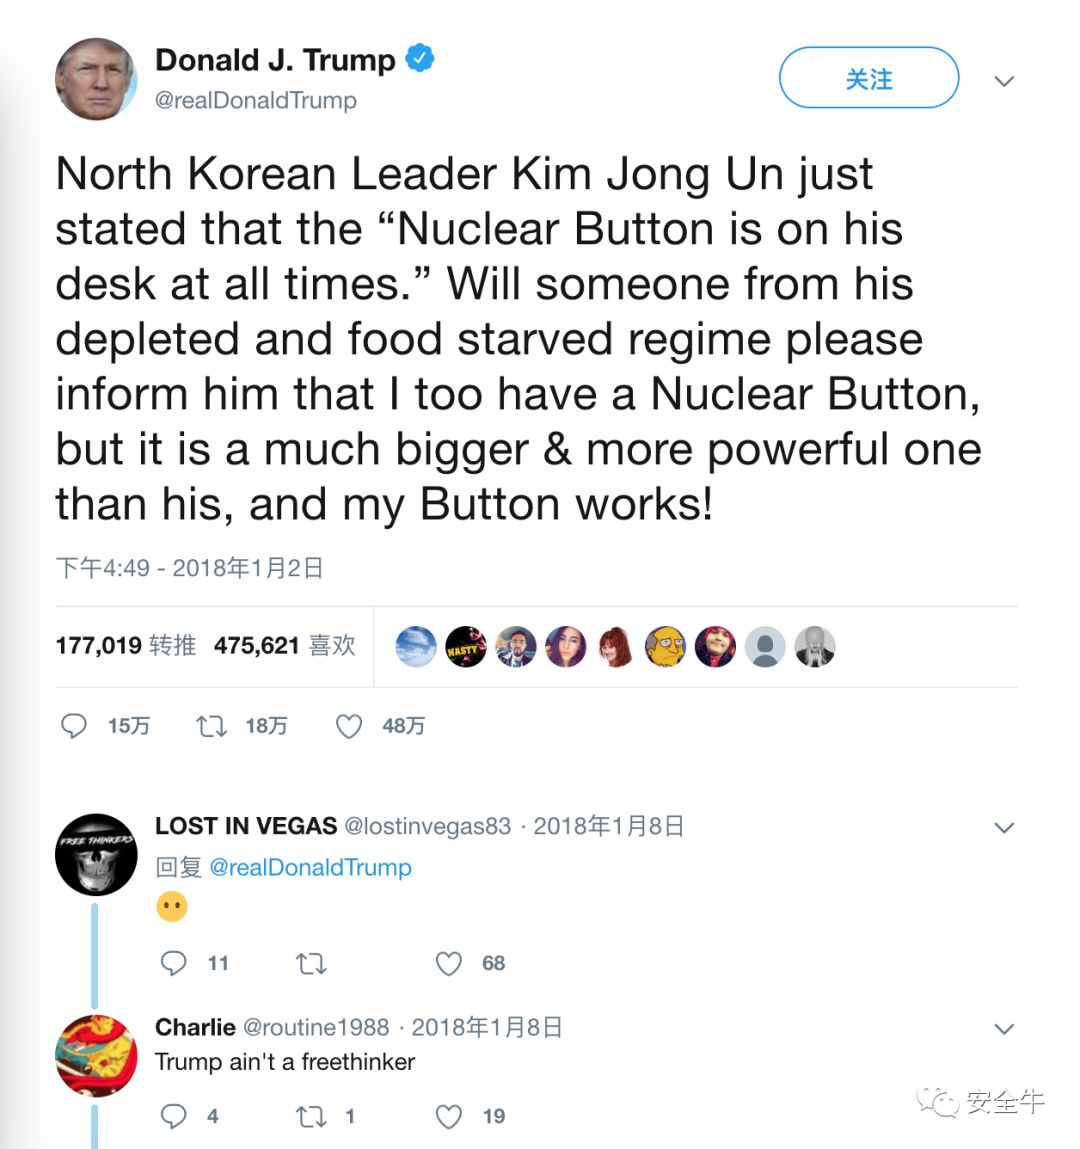 Donald J. Trump
@realDonaldTrump
关注
North Korean Leader Kim Jong Un just
stated that the “Nuclear Button is on his
desk at all times.” Will someone from his
depleted and food starved regime please
inform him that I too have a Nuclear Button,
but it is a much bigger & more powerful one
than his, and my Button works!
下午4:49 - 2018年1月2日
177,019 转推 475,621 喜欢
NASTY
15万 18万 48万
FREE THINKERS
LOST IN VEGAS @lostinvegas83 · 2018年1月8日
回复 @realDonaldTrump
11 68
Charlie @routine1988 · 2018年1月8日
Trump ain't a freethinker
4 1 19
安全牛